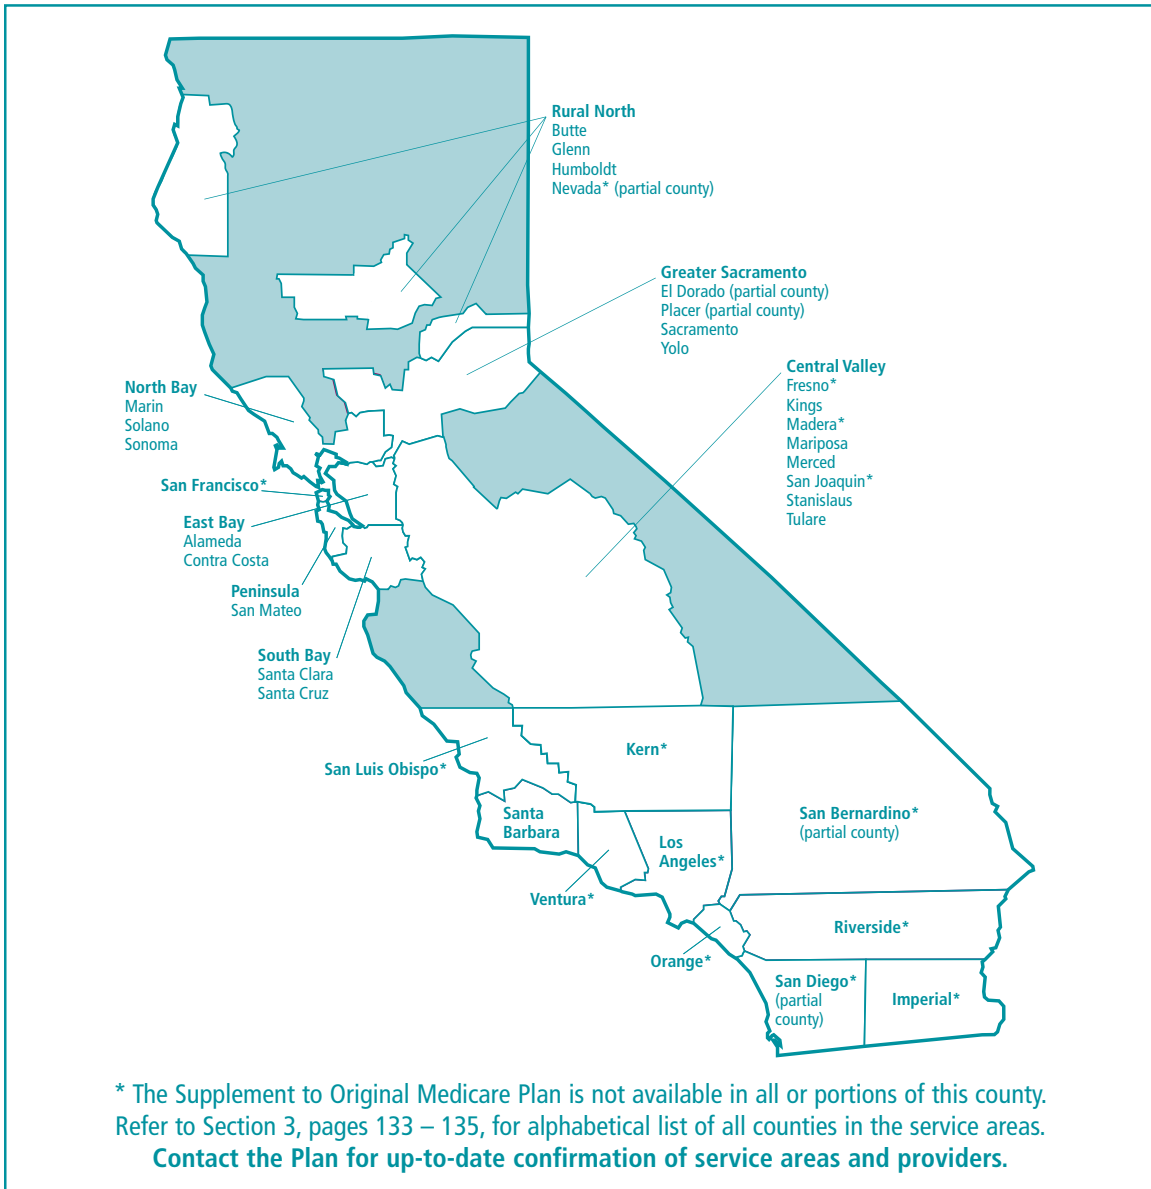 Rural North
Butte
Glenn
Humboldt
Nevada* (partial county)
Greater Sacramento
El Dorado (partial county)
Placer (partial county)
Sacramento
Yolo
Central Valley
Fresno*
Kings
Madera*
Mariposa
Merced
San Joaquin*
Stanislaus
Tulare
North Bay
Marin
Solano
Sonoma
San Francisco*
East Bay
Alameda
Contra Costa
Peninsula
San Mateo
South Bay
Santa Clara
Santa Cruz
San Luis Obispo*
Kern*
Santa
Barbara
Los
Angeles*
San Bernardino*
(partial county)
Ventura*
Riverside*
Orange*
San Diego*
(partial
county)
Imperial*
* The Supplement to Original Medicare Plan is not available in all or portions of this county.
Refer to Section 3, pages 133 – 135, for alphabetical list of all counties in the service areas.
Contact the Plan for up-to-date confirmation of service areas and providers.